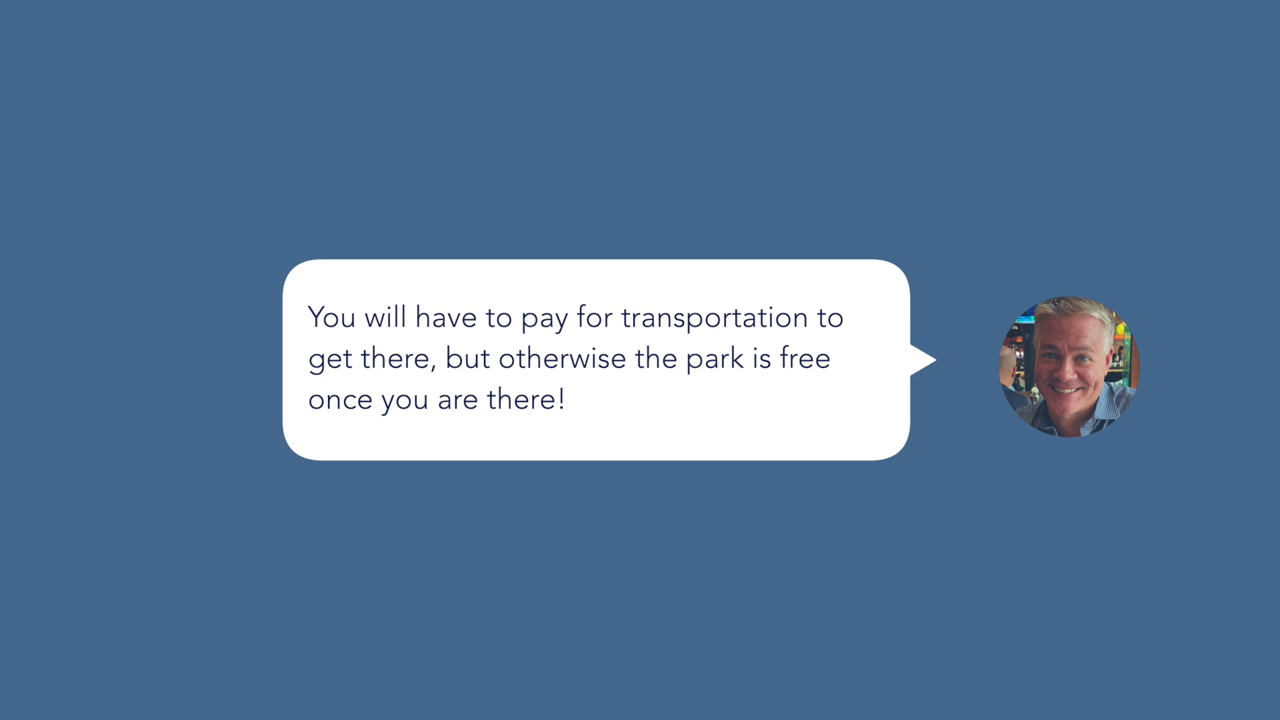 You will have to pay for transportation to
get there, but otherwise the park is free
once you are there!